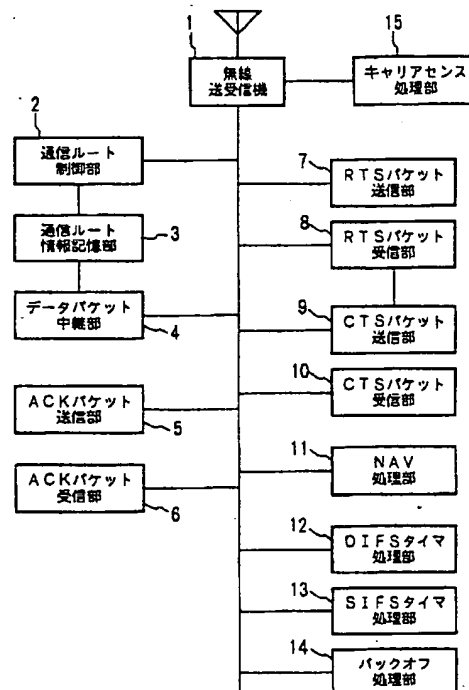 1
無線
送受信機
15
キャリアセンス
処理部
2
通信ルート
制御部
通信ルート
情報記憶部
3
データパケット
中継部
4
ACKパケット
送信部
5
ACKパケット
受信部
6
7
RTSパケット
送信部
8
RTSパケット
受信部
9
CTSパケット
送信部
10
CTSパケット
受信部
11
NAV
処理部
12
DIFSタイマ
処理部
13
SIFSタイマ
処理部
14
バックオフ
処理部